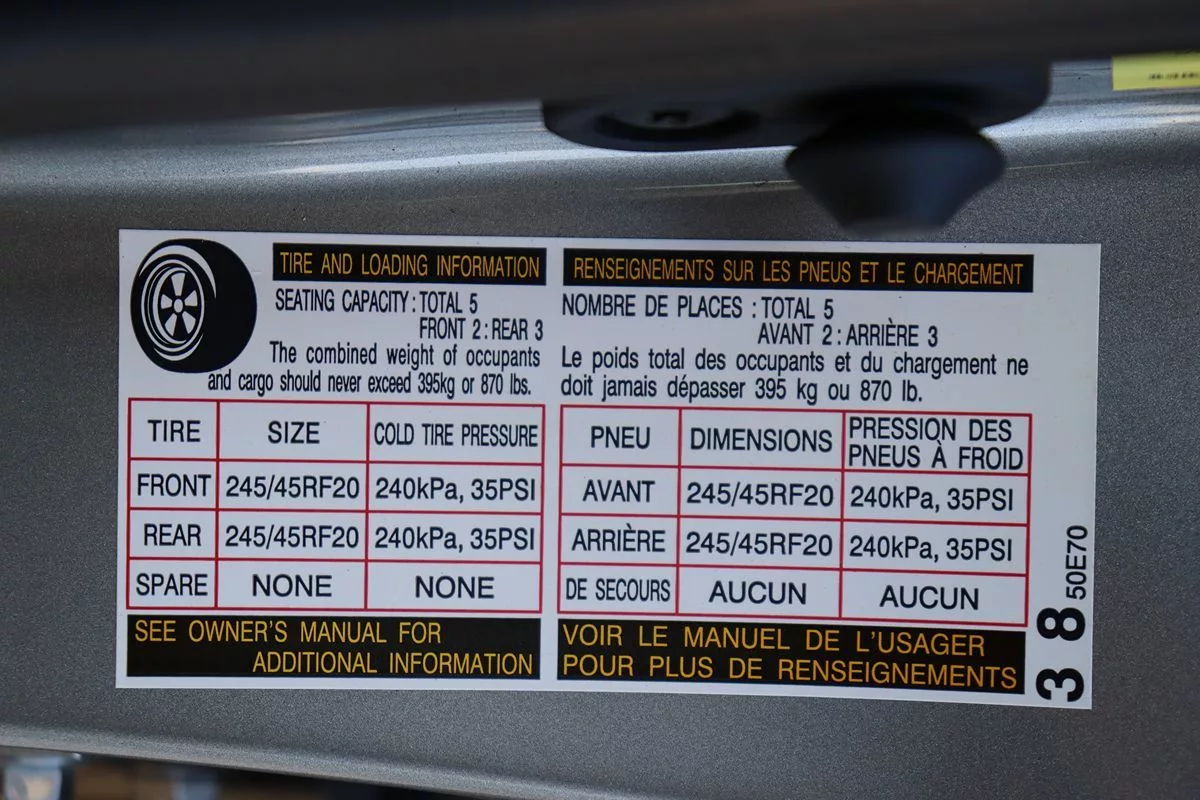 TIRE AND LOADING INFORMATION
SEATING CAPACITY : TOTAL 5
FRONT 2 : REAR 3
The combined weight of occupants
and cargo should never exceed 395kg or 870 lbs.
TIRE SIZE COLD TIRE PRESSURE
FRONT 245/45RF20 240kPa, 35PSI
REAR 245/45RF20 240kPa, 35PSI
SPARE NONE NONE
SEE OWNER'S MANUAL FOR
ADDITIONAL INFORMATION
RENSEIGNEMENTS SUR LES PNEUS ET LE CHARGEMENT
NOMBRE DE PLACES : TOTAL 5
AVANT 2 : ARRIÈRE 3
Le poids total des occupants et du chargement ne
doit jamais dépasser 395 kg ou 870 lb.
PNEU DIMENSIONS PRESSION DES
PNEUS À FROID
AVANT 245/45RF20 240kPa, 35PSI
ARRIÈRE 245/45RF20 240kPa, 35PSI
DE SECOURS AUCUN AUCUN
VOIR LE MANUEL DE L'USAGER
POUR PLUS DE RENSEIGNEMENTS
38
50E70